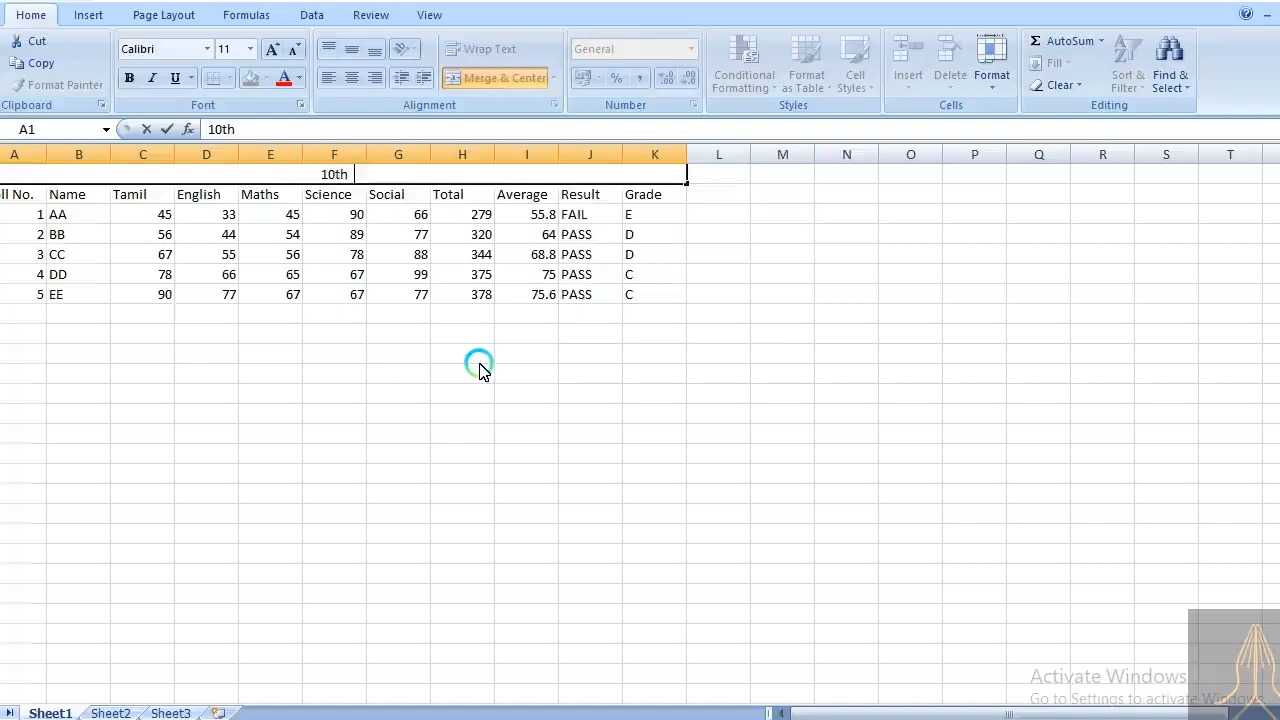 Home Insert Page Layout Formulas Data Review View
Cut Calibri 11 Wrap Text General AutoSum
Copy Fill
Format Painter B I U Merge & Center % , Conditional Formatting Format as Table Cell Styles Insert Delete Format Clear Sort & Filter Find & Select
Clipboard Font Alignment Number Styles Cells Editing
A1 10th
A B C D E F G H I J K L M N O P Q R S T
10th
ll No. Name Tamil English Maths Science Social Total Average Result Grade
1 AA 45 33 45 90 66 279 55.8 FAIL E
2 BB 56 44 54 89 77 320 64 PASS D
3 CC 67 55 56 78 88 344 68.8 PASS D
4 DD 78 66 65 67 99 375 75 PASS C
5 EE 90 77 67 67 77 378 75.6 PASS C
Activate Windows
Go to Settings to activate Windows.
Sheet1 Sheet2 Sheet3